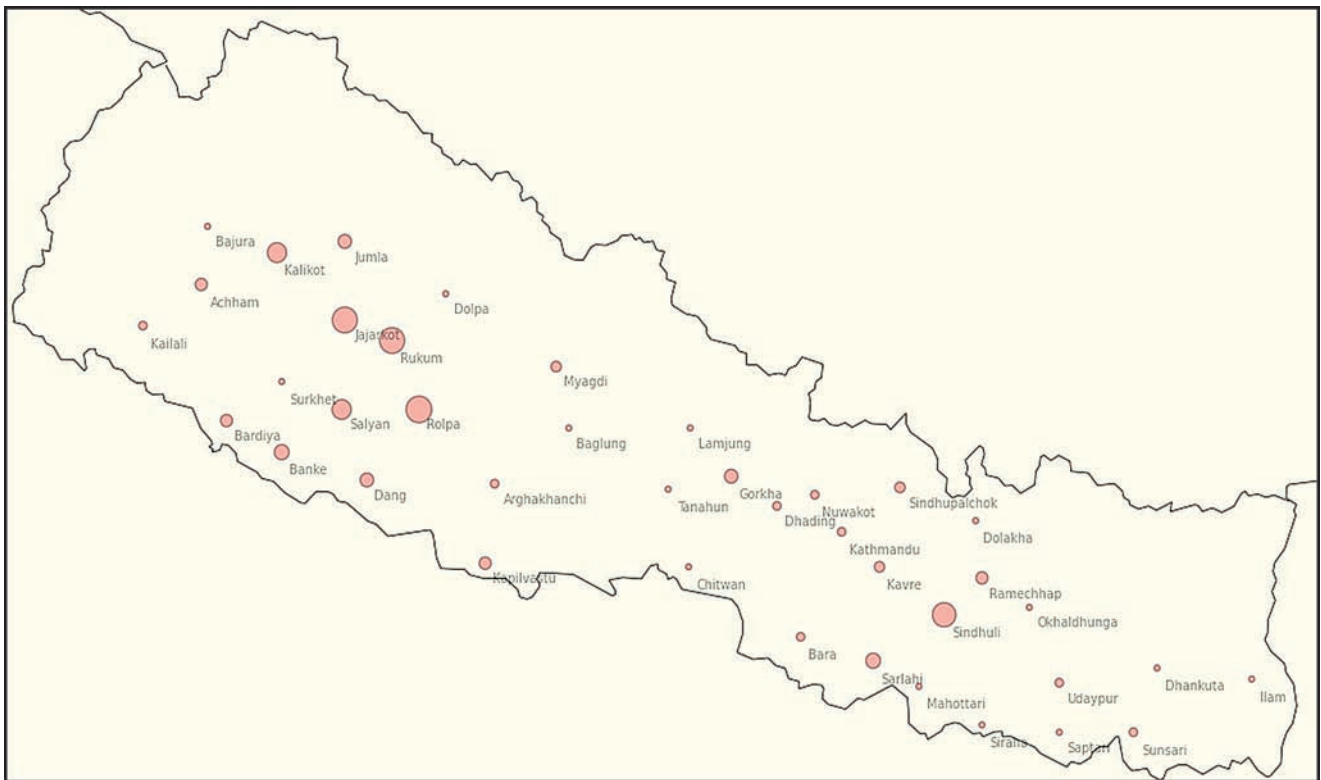 Bajura
Kalikot
Jumla
Achham
Dolpa
Kailali
Jajarkot
Rukum
Myagdi
Surkhet
Salyan
Rolpa
Bardiya
Baglung
Lamjung
Banke
Dang
Arghakhanchi
Tanahun
Gorkha
Dhading
Nuwakot
Sindhupalchok
Kathmandu
Dolakha
Kapilvastu
Chitwan
Kavre
Ramechhap
Okhaldhunga
Sindhuli
Bara
Sarlahi
Mahottari
Udaypur
Dhankuta
Ilam
Siraha
Saptari
Sunsari